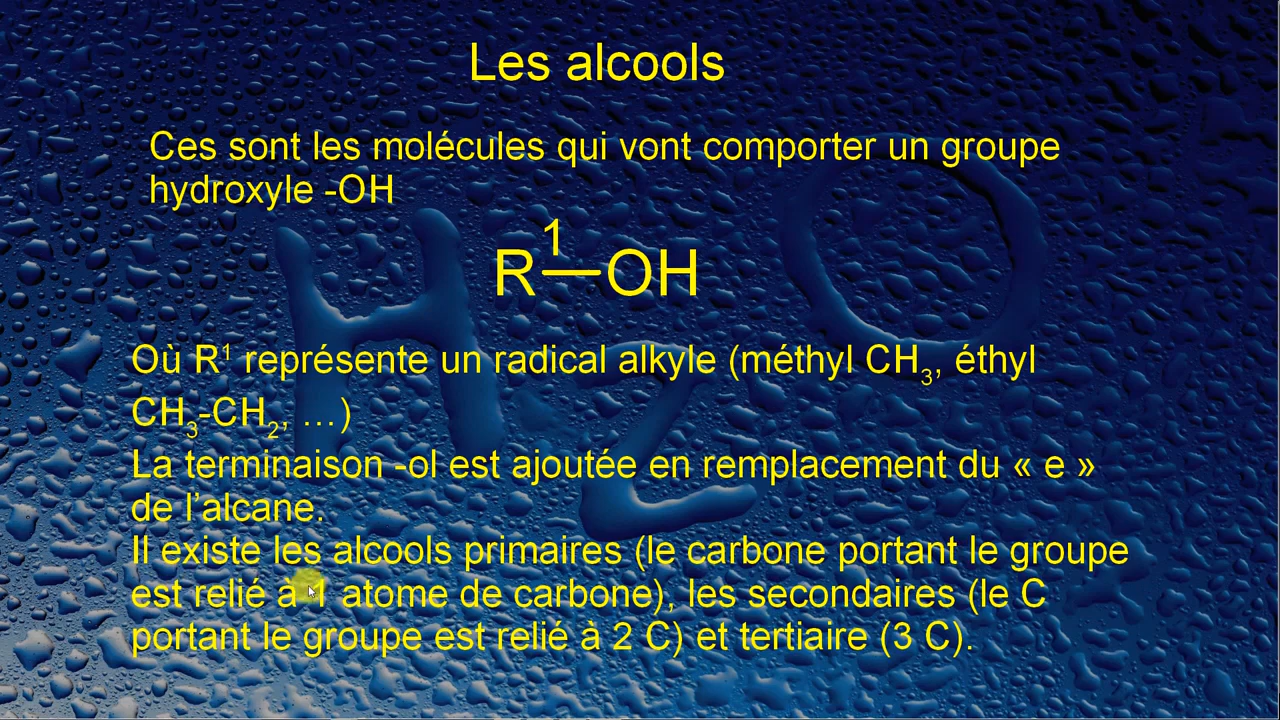 Les alcools
Ces sont les molécules qui vont comporter un groupe
hydroxyle -OH
R¹—OH
Où R¹ représente un radical alkyle (méthyl CH₃, éthyl
CH₃-CH₂, …)
La terminaison -ol est ajoutée en remplacement du « e »
de l’alcane.
Il existe les alcools primaires (le carbone portant le groupe
est relié à 1 atome de carbone), les secondaires (le C
portant le groupe est relié à 2 C) et tertiaire (3 C).
H₂O